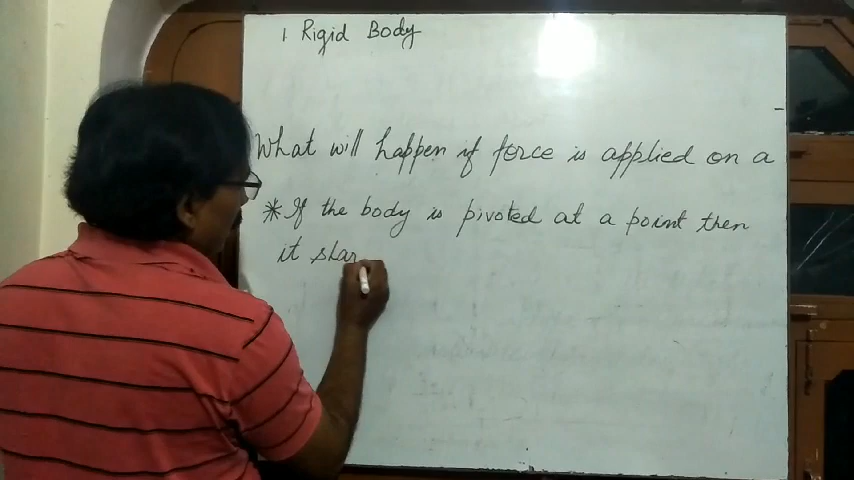 1 Rigid Body
What will happen if force is applied on a
* If the body is pivoted at a point then
it star